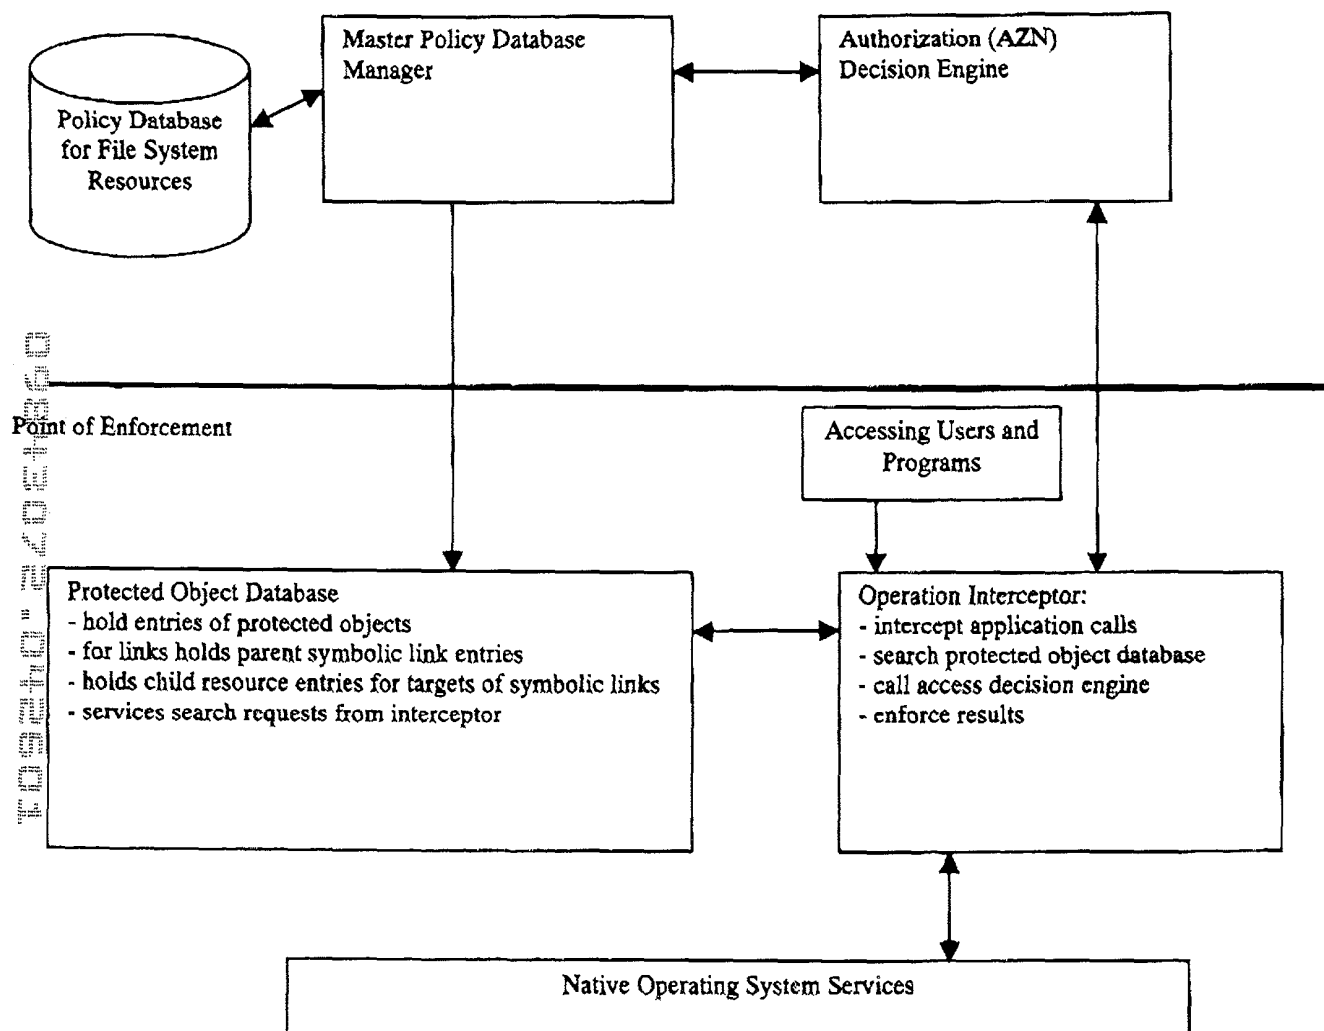 Master Policy Database
Manager
Authorization (AZN)
Decision Engine
Policy Database
for File System
Resources
Point of Enforcement
Accessing Users and
Programs
Protected Object Database
- hold entries of protected objects
- for links holds parent symbolic link entries
- holds child resource entries for targets of symbolic links
- services search requests from interceptor
Operation Interceptor:
- intercept application calls
- search protected object database
- call access decision engine
- enforce results
Native Operating System Services